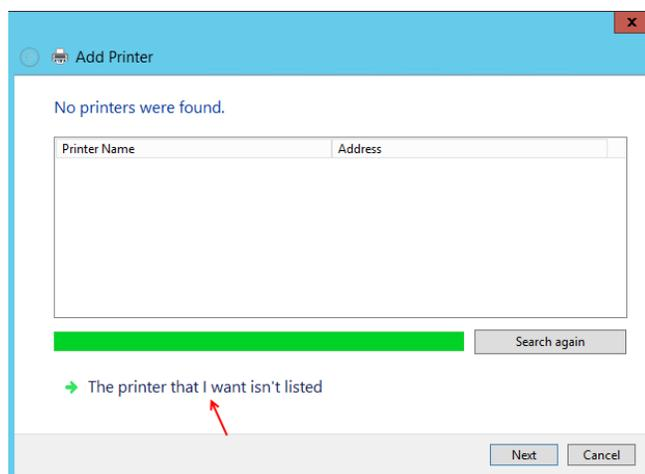 x
Add Printer
No printers were found.
Printer Name Address
Search again
The printer that I want isn't listed
Next Cancel